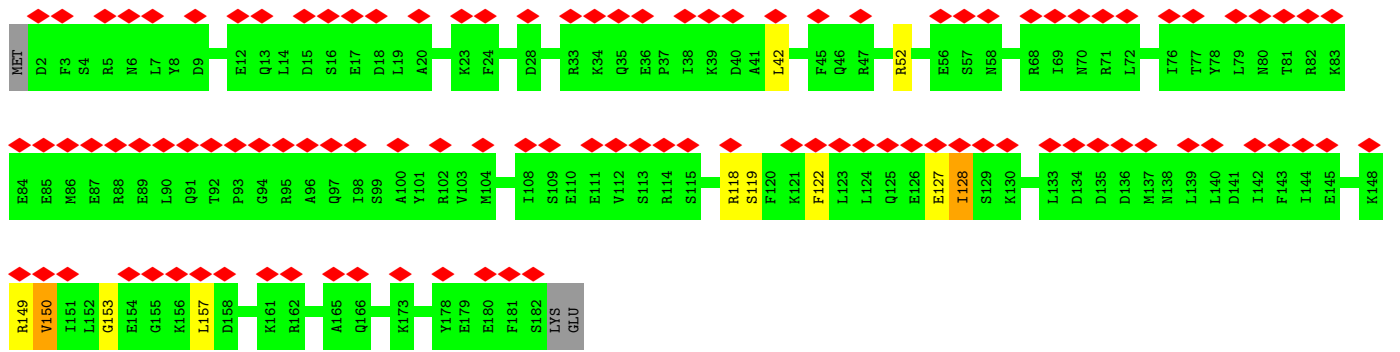 MET D2 F3 S4 R5 N6 L7 Y8 D9 E12 Q13 L14 D15 S16 E17 D18 L19 A20 K23 F24 D28 R33 K34 Q35 E36 P37 I38 K39 D40 A41 L42 F45 Q46 R47 R52 E56 S57 N58 R68 I69 N70 R71 L72 I76 T77 Y78 L79 N80 T81 R82 K83
E84 E85 M86 E87 R88 E89 L90 Q91 T92 P93 G94 R95 A96 Q97 I98 S99 A100 Y101 R102 V103 M104 I108 S109 E110 E111 V112 S113 R114 S115 R118 S119 F120 K121 F122 L123 L124 Q125 E126 E127 I128 S129 K130 L133 D134 D135 D136 M137 N138 L139 L140 D141 I142 F143 I144 E145 K148
R149 V150 I151 L152 G153 E154 G155 K156 L157 D158 K161 R162 A165 Q166 K173 Y178 E179 E180 F181 S182 LYS GLU